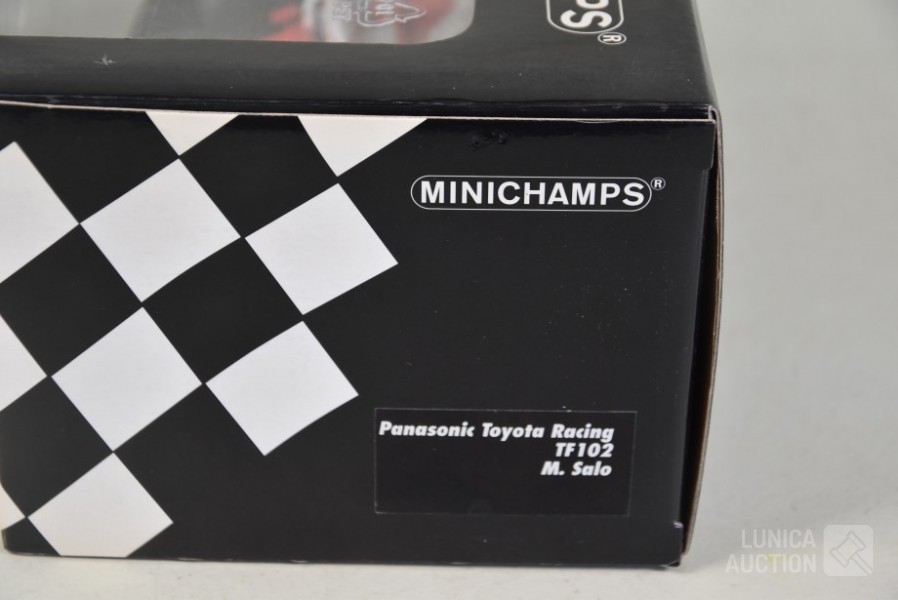 MINICHAMPS®
Panasonic Toyota Racing
TF102
M. Salo
LUNICA
AUCTION